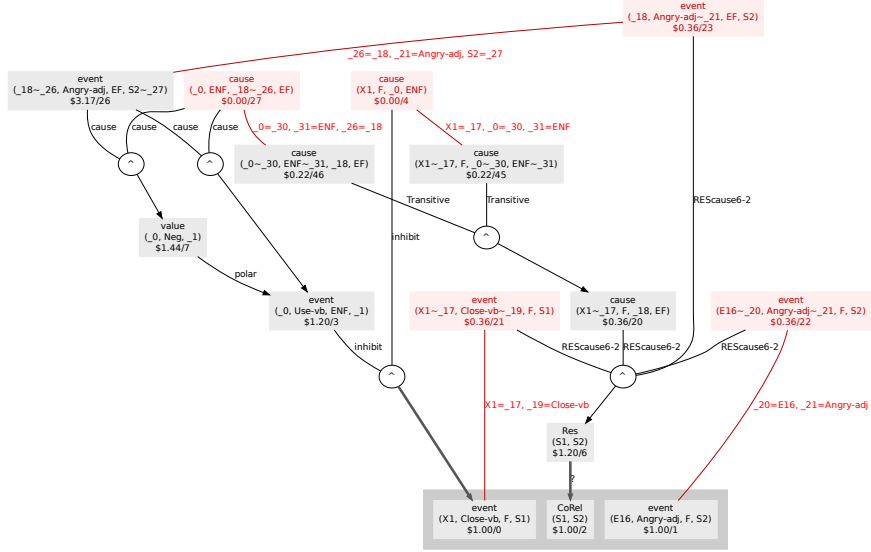 event
(_18, Angry-adj~_21, EF, S2)
$0.36/23
_26=_18, _21=Angry-adj, S2=_27
event
(_18~_26, Angry-adj, EF, S2~_27)
$3.17/26
cause
(_0, ENF, _18~_26, EF)
$0.00/27
cause
(X1, F, _0, ENF)
$0.00/4
cause
cause
cause
cause
_0=_30, _31=ENF, _26=_18
X1=_17, _0=_30, _31=ENF
^
^
cause
(_0~_30, ENF~_31, _18, EF)
$0.22/46
cause
(X1~_17, F, _0~_30, ENF~_31)
$0.22/45
Transitive
Transitive
REScause6-2
value
(_0, Neg, _1)
$1.44/7
inhibit
^
polar
event
(_0, Use-vb, ENF, _1)
$1.20/3
event
(X1~_17, Close-vb~_19, F, S1)
$0.36/21
cause
(X1~_17, F, _18, EF)
$0.36/20
event
(E16~_20, Angry-adj~_21, F, S2)
$0.36/22
inhibit
REScause6-2
REScause6-2
REScause6-2
^
^
X1=_17, _19=Close-vb
_20=E16, _21=Angry-adj
Res
(S1, S2)
$1.20/6
?
event
(X1, Close-vb, F, S1)
$1.00/0
CoRel
(S1, S2)
$1.00/2
event
(E16, Angry-adj, F, S2)
$1.00/1